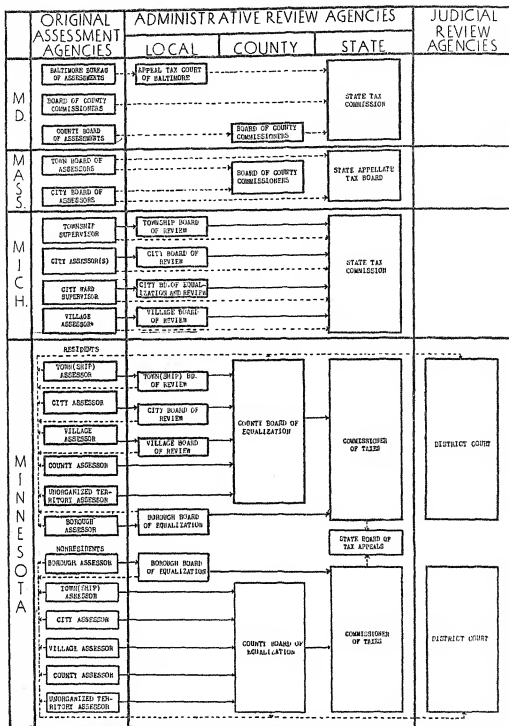 ORIGINAL
ASSESSMENT
AGENCIES
ADMINISTRATIVE REVIEW AGENCIES
LOCAL
COUNTY
STATE
JUDICIAL
REVIEW
AGENCIES
MD.
BALTIMORE BUREAU
OF ASSESSMENTS
APPEAL TAX COURT
OF BALTIMORE
BOARD OF COUNTY
COMMISSIONERS
COUNTY BOARD
OF ASSESSMENTS
BOARD OF COUNTY
COMMISSIONERS
STATE TAX
COMMISSION
MASS.
TOWN BOARD OF
ASSESSORS
CITY BOARD OF
ASSESSORS
BOARD OF COUNTY
COMMISSIONERS
STATE APPELLATE
TAX BOARD
MICH.
TOWNSHIP
SUPERVISOR
TOWNSHIP BOARD
OF REVIEW
CITY ASSESSOR(S)
CITY BOARD OF
REVIEW
CITY WARD
SUPERVISOR
CITY BD. OF EQUAL-
IZATION AND REVIEW
VILLAGE
ASSESSOR*
VILLAGE BOARD
OF REVIEW
STATE TAX
COMMISSION
MINNESOTA
RESIDENTS
TOWN(SHIP)
ASSESSOR
TOWN(SHIP) BD.
OF REVIEW
CITY ASSESSOR
CITY BOARD OF
REVIEW
VILLAGE
ASSESSOR
VILLAGE BOARD
OF REVIEW
COUNTY ASSESSOR
UNORGANIZED TER-
RITORY ASSESSOR
BOROUGH
ASSESSOR
BOROUGH BOARD
OF EQUALIZATION
COUNTY BOARD OF
EQUALIZATION
COMMISSIONER
OF TAXES
DISTRICT COURT
STATE BOARD OF
TAX APPEALS
NONRESIDENTS
BOROUGH ASSESSOR
BOROUGH BOARD
OF EQUALIZATION
TOWN(SHIP)
ASSESSOR
CITY ASSESSOR
VILLAGE ASSESSOR
COUNTY ASSESSOR
UNORGANIZED TER-
RITORY ASSESSOR
COUNTY BOARD OF
EQUALIZATION
COMMISSIONER
OF TAXES
DISTRICT COURT